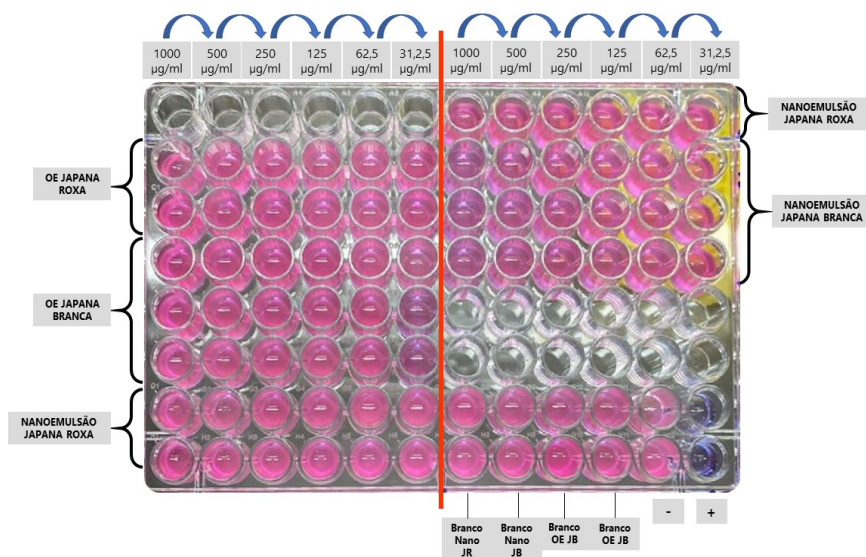 1000
µg/ml
500
µg/ml
250
µg/ml
125
µg/ml
62,5
µg/ml
31,2,5
µg/ml
1000
µg/ml
500
µg/ml
250
µg/ml
125
µg/ml
62,5
µg/ml
31,2,5
µg/ml
NANOEMULSÃO
JAPANA ROXA
OE JAPANA
ROXA
NANOEMULSÃO
JAPANA BRANCA
OE JAPANA
BRANCA
NANOEMULSÃO
JAPANA ROXA
Branco
Nano
JR
Branco
Nano
JB
Branco
OE JB
Branco
OE JB
-
+